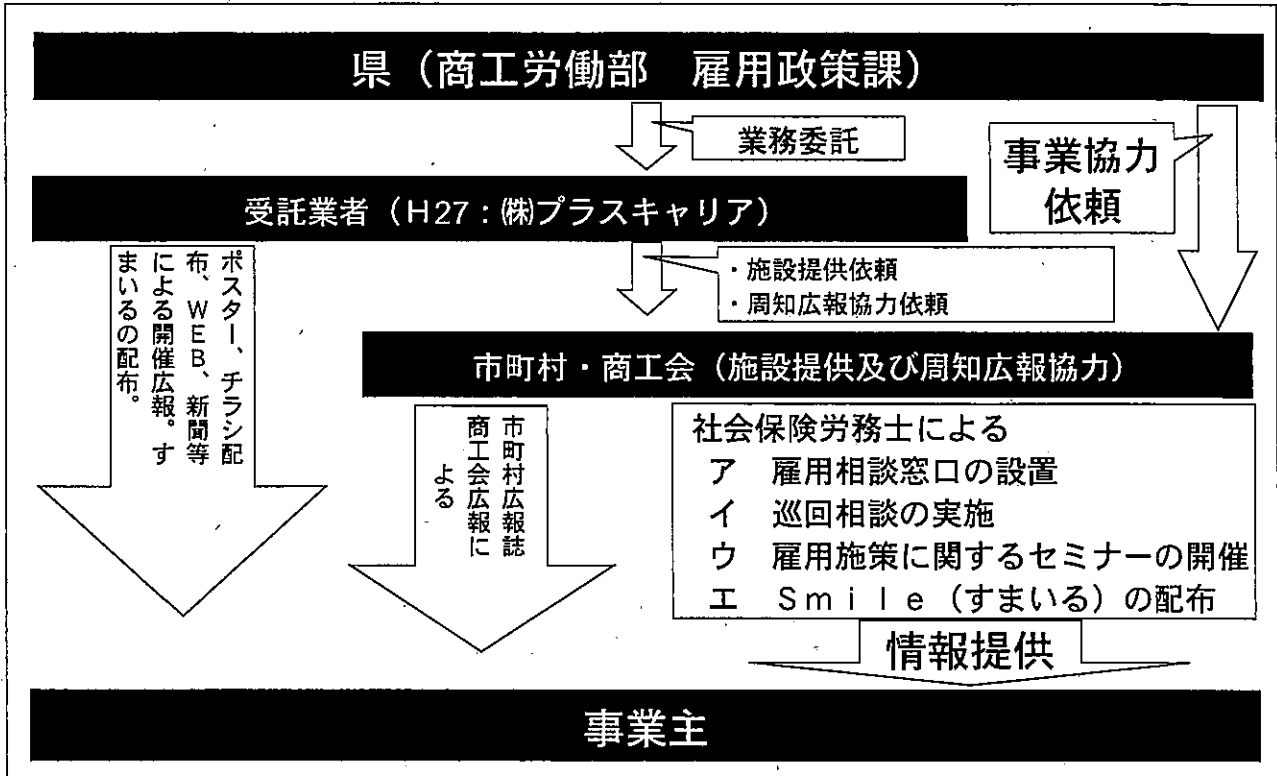 県（商工労働部　雇用政策課）
業務委託
事業協力
依頼
受託業者（H27：㈱プラスキャリア）
・施設提供依頼
・周知広報協力依頼
ポスター、チラシ配
布、WEB、新聞等
による開催広報。す
まいるの配布。
市町村・商工会（施設提供及び周知広報協力）
市町村広報誌
商工会広報に
よる
社会保険労務士による
ア　雇用相談窓口の設置
イ　巡回相談の実施
ウ　雇用施策に関するセミナーの開催
エ　Ｓｍｉｌｅ（すまいる）の配布
情報提供
事業主